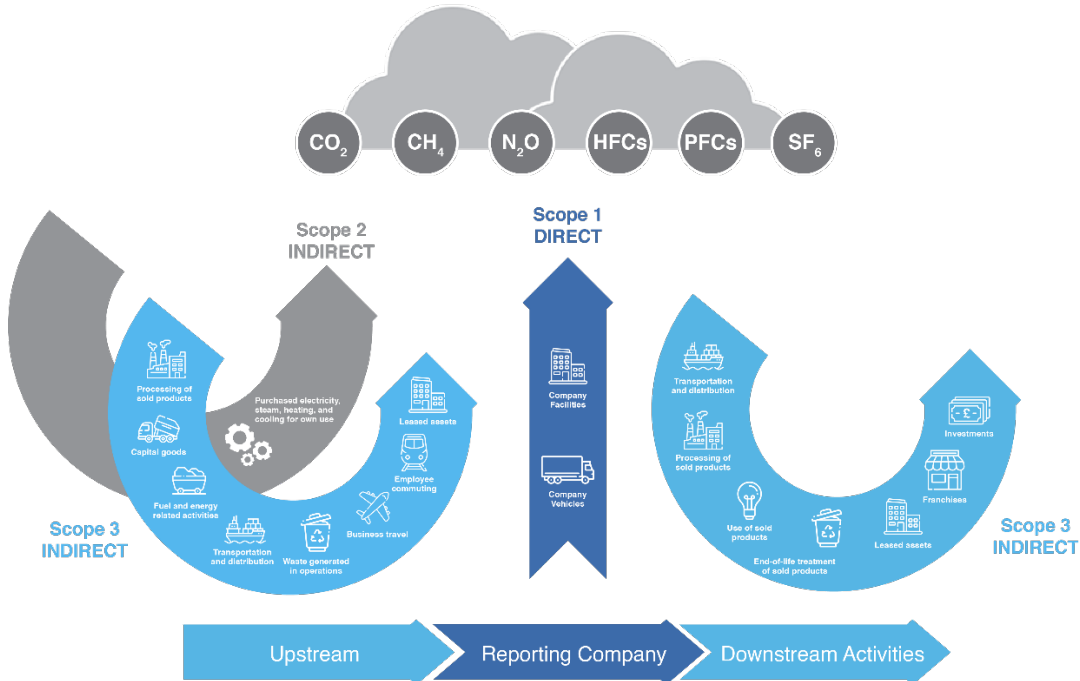 CO₂
CH₄
N₂O
HFCs
PFCs
SF₆
Scope 2
INDIRECT
Scope 1
DIRECT
Processing of
sold products
Capital goods
Fuel and energy
related activities
Transportation
and distribution
Waste generated
in operations
Business travel
Employee
commuting
Leased assets
Purchased electricity,
steam, heating, and
cooling for own use
Scope 3
INDIRECT
Company
Facilities
Company
Vehicles
Transportation
and distribution
Processing of
sold products
Use of sold
products
End-of-life treatment
of sold products
Leased assets
Franchises
Investments
£
Scope 3
INDIRECT
Upstream
Reporting Company
Downstream Activities